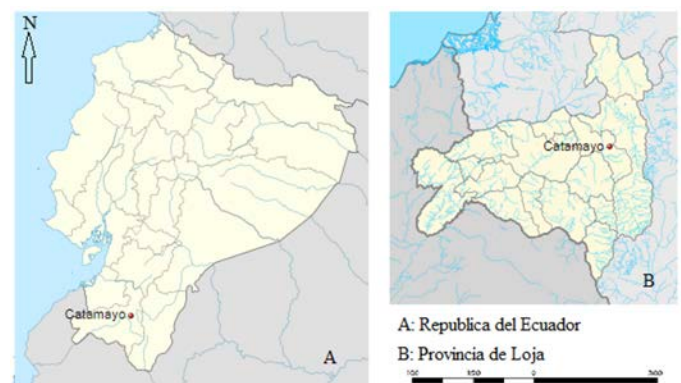 N
Catamayo
A
Catamayo
B
A: Republica del Ecuador
B: Provincia de Loja